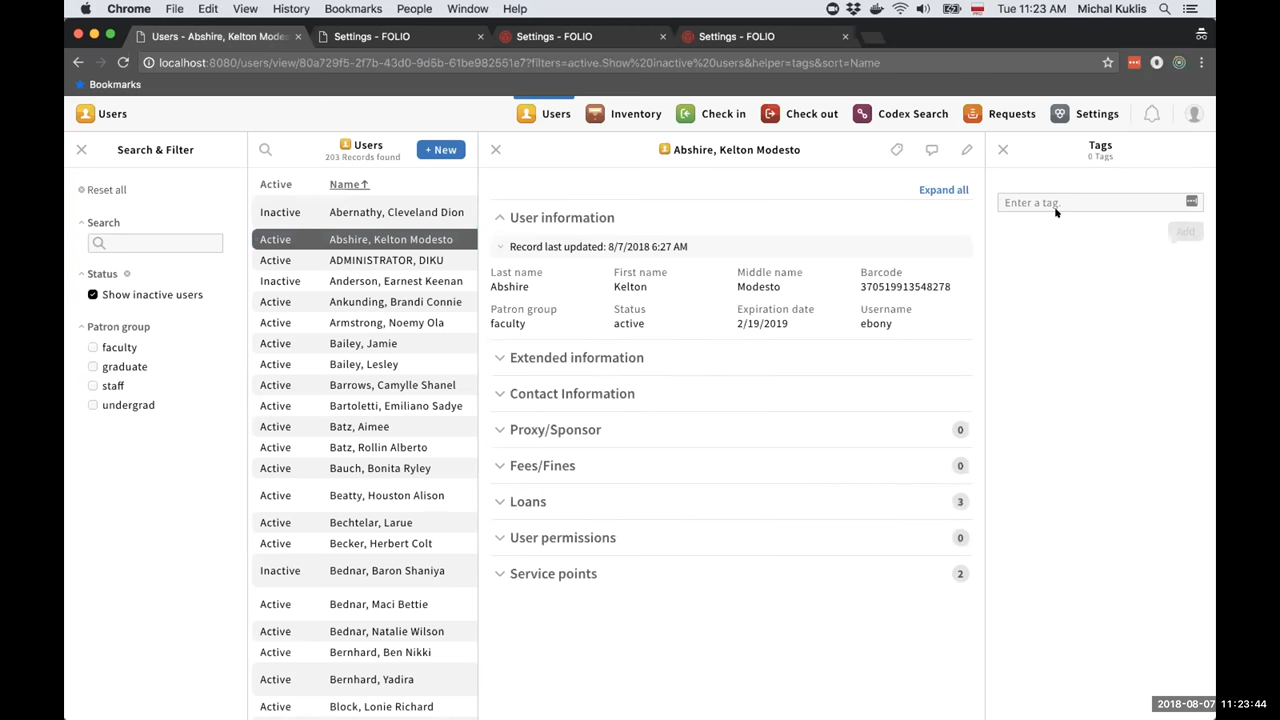 Chrome File Edit View History Bookmarks People Window Help Tue 11:23 AM Michal Kuklis
Users - Abshire, Kelton Mode Settings - FOLIO Settings - FOLIO Settings - FOLIO
localhost:8080/users/view/80a729f5-2f7b-43d0-9d5b-61be982551e7?filters=active.Show%20inactive%20users&helper=tags&sort=Name
Bookmarks
Users Users Inventory Check in Check out Codex Search Requests Settings
Search & Filter
Reset all
Search
Status
Show inactive users
Patron group
faculty
graduate
staff
undergrad
Users
203 Records found
+ New
Active Name↑
Inactive Abernathy, Cleveland Dion
Active Abshire, Kelton Modesto
Active ADMINISTRATOR, DIKU
Inactive Anderson, Earnest Keenan
Active Ankunding, Brandi Connie
Active Armstrong, Noemy Ola
Active Bailey, Jamie
Active Bailey, Lesley
Active Barrows, Camylle Shanel
Active Bartoletti, Emiliano Sadye
Active Batz, Aimee
Active Batz, Rollin Alberto
Active Bauch, Bonita Ryley
Active Beatty, Houston Alison
Active Bechtelar, Larue
Active Becker, Herbert Colt
Inactive Bednar, Baron Shaniya
Active Bednar, Maci Bettie
Active Bednar, Natalie Wilson
Active Bernhard, Ben Nikki
Active Bernhard, Yadira
Active Block, Lonie Richard
Abshire, Kelton Modesto
Expand all
User information
Record last updated: 8/7/2018 6:27 AM
Last name First name Middle name Barcode
Abshire Kelton Modesto 370519913548278
Patron group Status Expiration date Username
faculty active 2/19/2019 ebony
Extended information
Contact Information
Proxy/Sponsor 0
Fees/Fines 0
Loans 3
User permissions 0
Service points 2
Tags
0 Tags
Enter a tag.
Add
2018-08-07 11:23:44